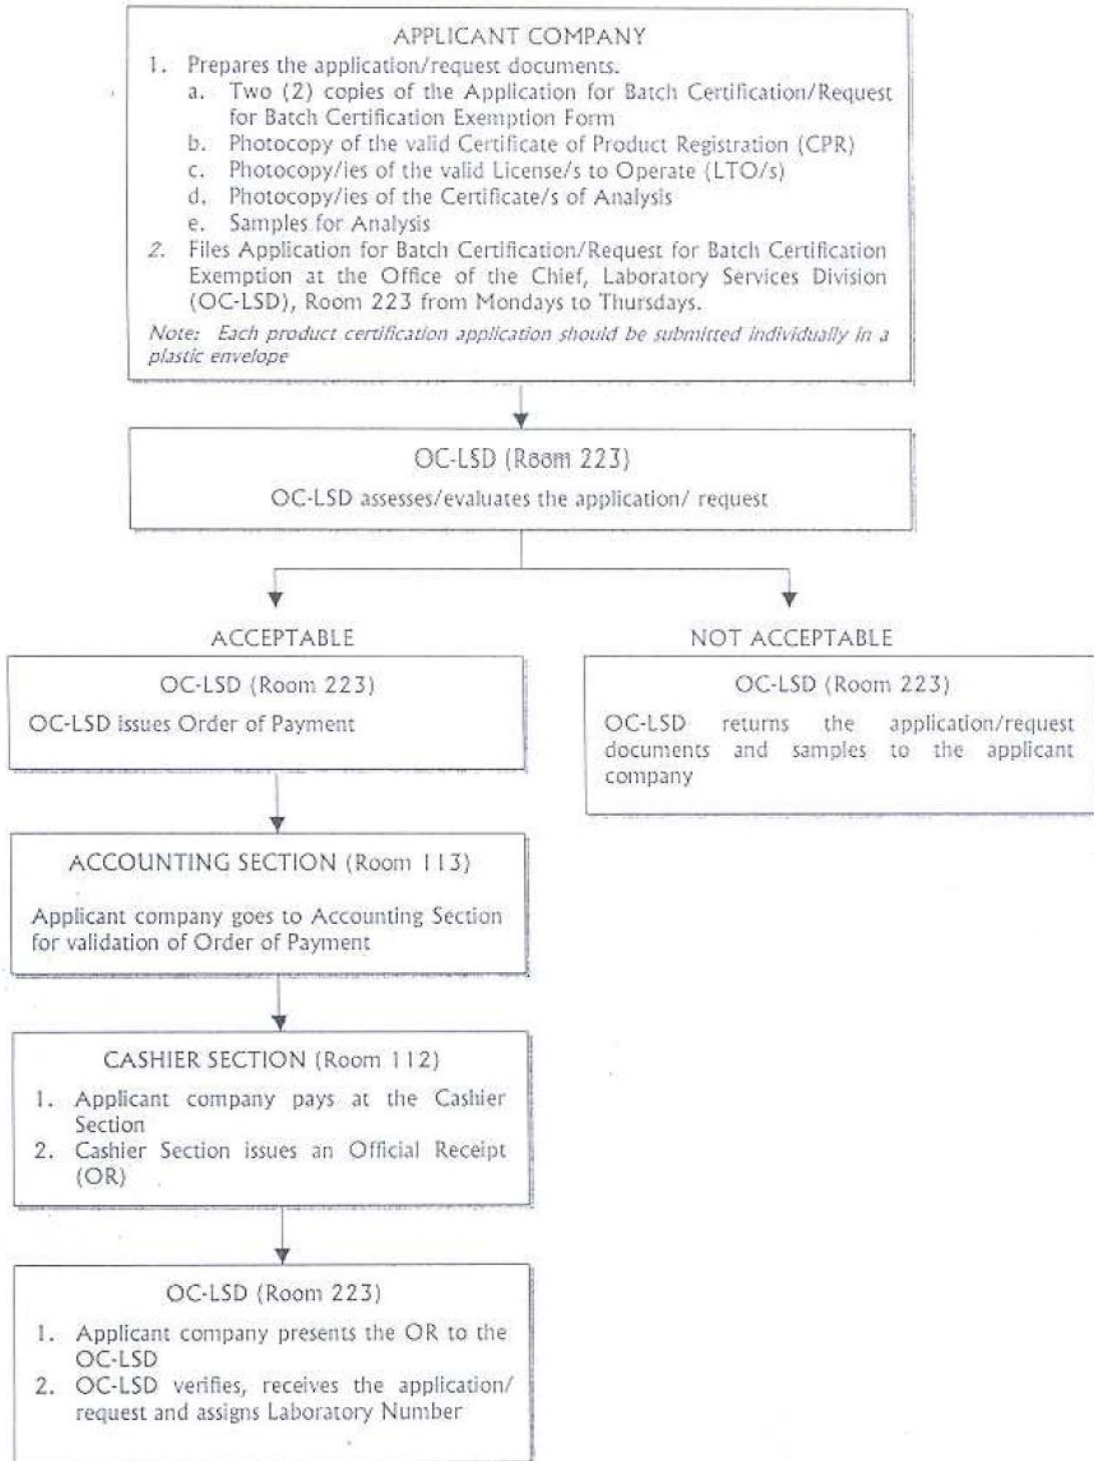 APPLICANT COMPANY
1. Prepares the application/request documents.
a. Two (2) copies of the Application for Batch Certification/Request
for Batch Certification Exemption Form
b. Photocopy of the valid Certificate of Product Registration (CPR)
c. Photocopy/ies of the valid License/s to Operate (LTO/s)
d. Photocopy/ies of the Certificate/s of Analysis
e. Samples for Analysis
2. Files Application for Batch Certification/Request for Batch Certification
Exemption at the Office of the Chief, Laboratory Services Division
(OC-LSD), Room 223 from Mondays to Thursdays.
Note: Each product certification application should be submitted individually in a
plastic envelope
OC-LSD (Room 223)
OC-LSD assesses/evaluates the application/ request
ACCEPTABLE
OC-LSD (Room 223)
OC-LSD issues Order of Payment
NOT ACCEPTABLE
OC-LSD (Room 223)
OC-LSD returns the application/request
documents and samples to the applicant
company
ACCOUNTING SECTION (Room 113)
Applicant company goes to Accounting Section
for validation of Order of Payment
CASHIER SECTION (Room 112)
1. Applicant company pays at the Cashier
Section
2. Cashier Section issues an Official Receipt
(OR)
OC-LSD (Room 223)
1. Applicant company presents the OR to the
OC-LSD
2. OC-LSD verifies, receives the application/
request and assigns Laboratory Number